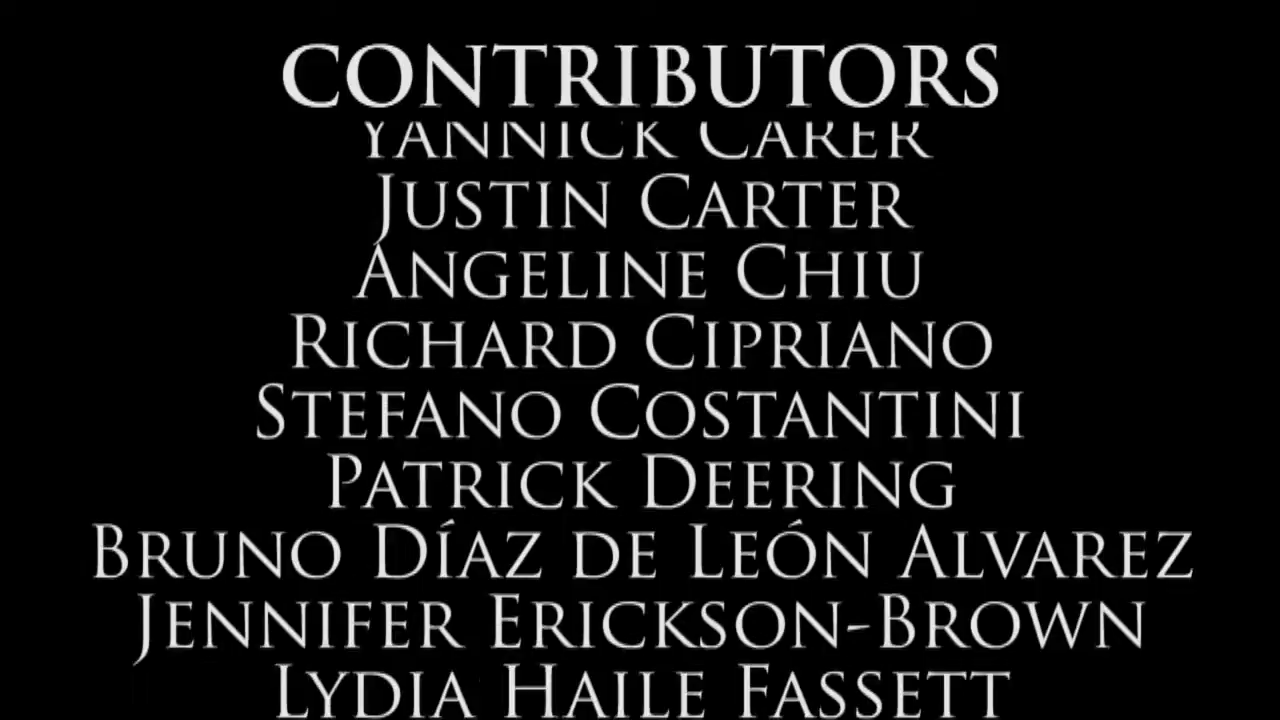 CONTRIBUTORS
YANNICK CARER
JUSTIN CARTER
ANGELINE CHIU
RICHARD CIPRIANO
STEFANO COSTANTINI
PATRICK DEERING
BRUNO DÍAZ DE LEÓN ALVAREZ
JENNIFER ERICKSON-BROWN
LYDIA HAILE FASSETT